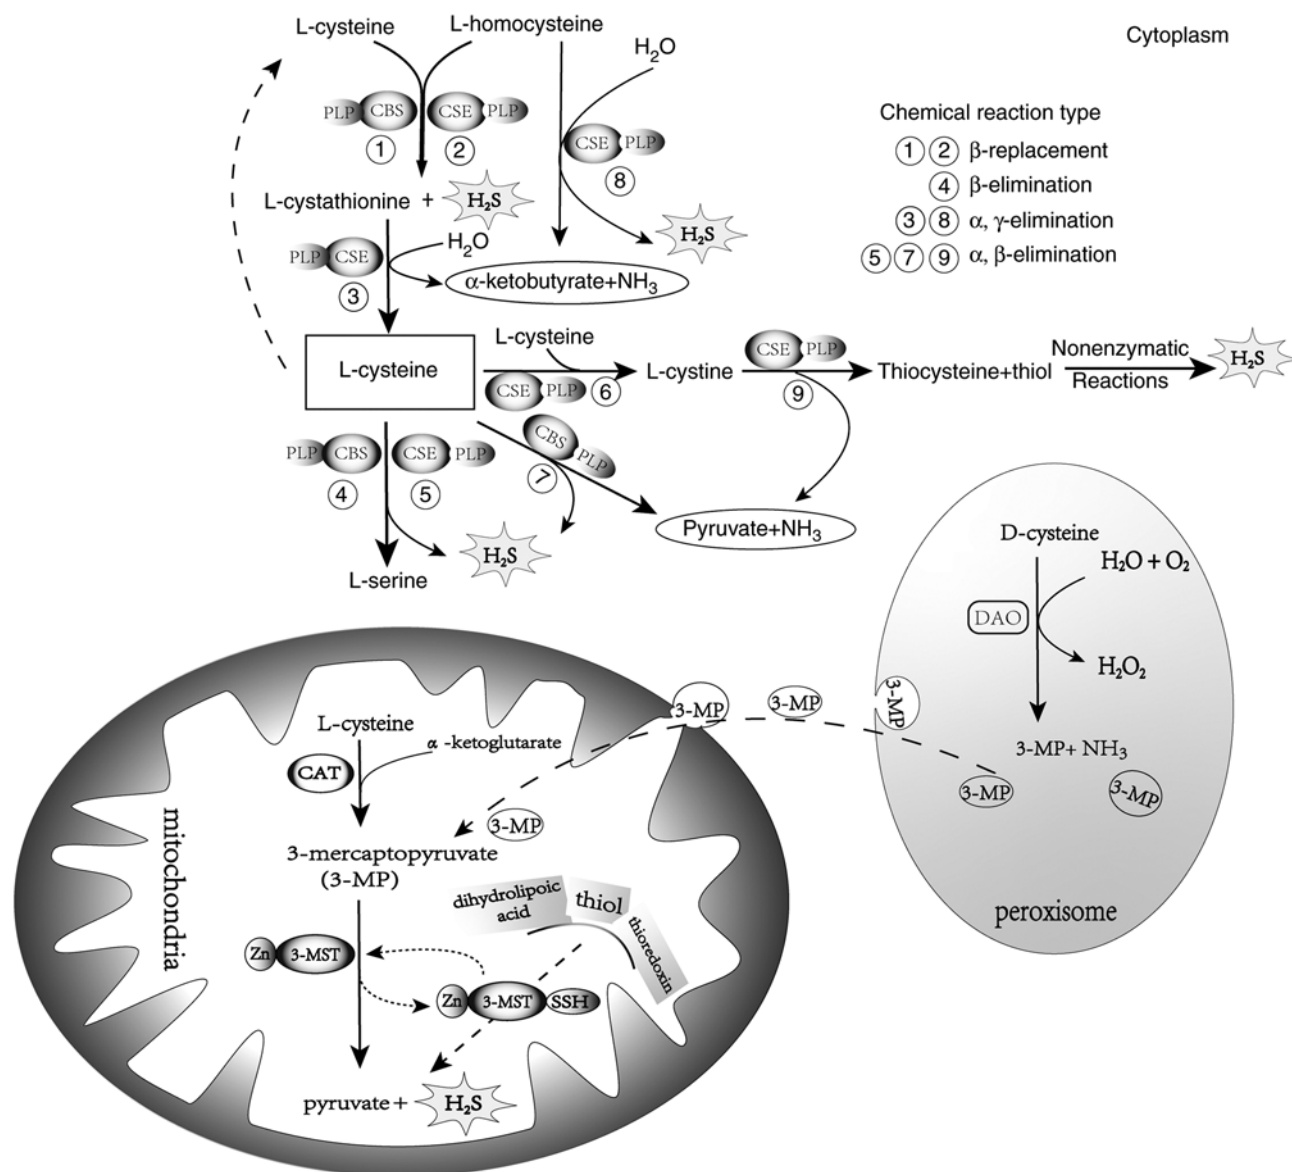 L-cysteine
L-homocysteine
H2O
Cytoplasm
PLP CBS
CSE PLP
1
2
CSE PLP
8
Chemical reaction type
1 2 β-replacement
4 β-elimination
3 8 α, γ-elimination
5 7 9 α, β-elimination
L-cystathionine + H2S
H2S
PLP CSE
3
H2O
α-ketobutyrate+NH3
L-cysteine
L-cysteine
CSE PLP
6
L-cystine
CSE PLP
9
Thiocysteine+thiol
Nonenzymatic
Reactions
H2S
PLP CBS
4
CSE PLP
5
CBS PLP
7
Pyruvate+NH3
H2S
L-serine
D-cysteine
H2O + O2
DAO
H2O2
3-MP+ NH3
3-MP
3-MP
3-MP
peroxisome
3-MP
3-MP
3-MP
mitochondria
L-cysteine
α -ketoglutarate
CAT
3-mercaptopyruvate
(3-MP)
dihydrolipoic
acid
thiol
thioredoxin
Zn 3-MST
Zn 3-MST SSH
pyruvate + H2S